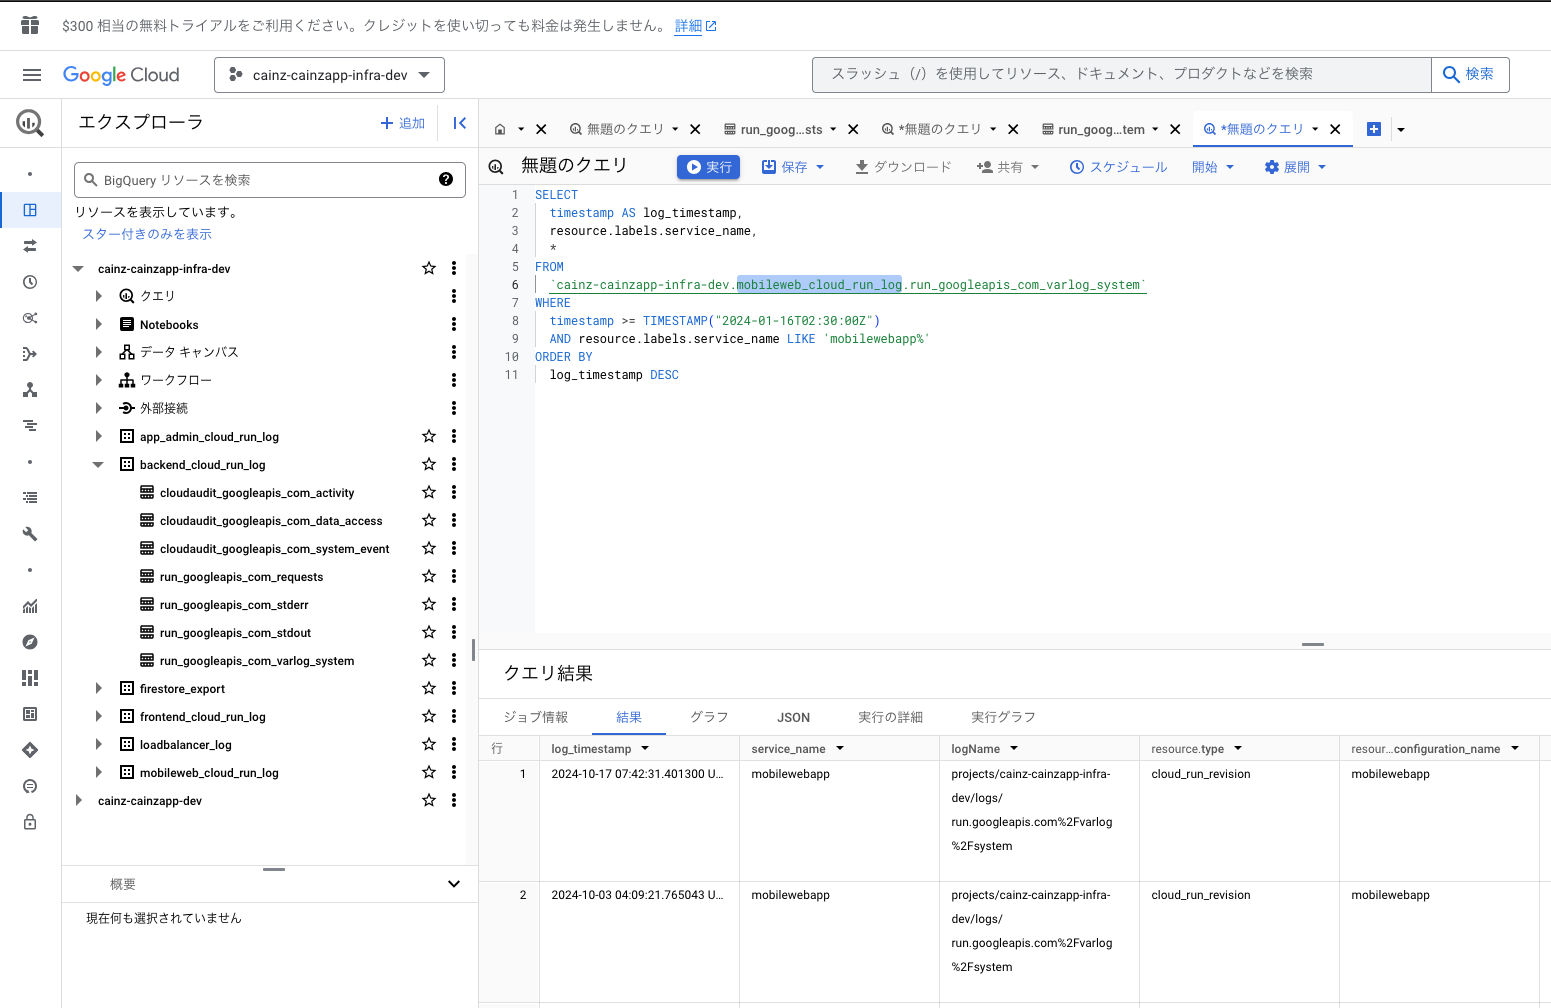 $300 相当の無料トライアルをご利用ください。クレジットを使い切っても料金は発生しません。 詳細
Google Cloud
cainz-cainzapp-infra-dev
スラッシュ（/）を使用してリソース、ドキュメント、プロダクトなどを検索
検索
エクスプローラ
追加
BigQuery リソースを検索
リソースを表示しています。
スター付きのみを表示
cainz-cainzapp-infra-dev
クエリ
Notebooks
データ キャンバス
ワークフロー
外部接続
app_admin_cloud_run_log
backend_cloud_run_log
cloudaudit_googleapis_com_activity
cloudaudit_googleapis_com_data_access
cloudaudit_googleapis_com_system_event
run_googleapis_com_requests
run_googleapis_com_stderr
run_googleapis_com_stdout
run_googleapis_com_varlog_system
firestore_export
frontend_cloud_run_log
loadbalancer_log
mobileweb_cloud_run_log
cainz-cainzapp-dev
概要
現在何も選択されていません
無題のクエリ
run_goog...sts
*無題のクエリ
run_goog...tem
*無題のクエリ
無題のクエリ
実行
保存
ダウンロード
共有
スケジュール
開始
展開
1 SELECT
2 timestamp AS log_timestamp,
3 resource.labels.service_name,
4 *
5 FROM
6 `cainz-cainzapp-infra-dev.mobileweb_cloud_run_log.run_googleapis_com_varlog_system`
7 WHERE
8 timestamp >= TIMESTAMP("2024-01-16T02:30:00Z")
9 AND resource.labels.service_name LIKE 'mobilewebapp%'
10 ORDER BY
11 log_timestamp DESC
クエリ結果
ジョブ情報 結果 グラフ JSON 実行の詳細 実行グラフ
行 log_timestamp service_name logName resource.type resour...configuration_name
1 2024-10-17 07:42:31.401300 U... mobilewebapp projects/cainz-cainzapp-infra- cloud_run_revision mobilewebapp
dev/logs/
run.googleapis.com%2Fvarlog
%2Fsystem
2 2024-10-03 04:09:21.765043 U... mobilewebapp projects/cainz-cainzapp-infra- cloud_run_revision mobilewebapp
dev/logs/
run.googleapis.com%2Fvarlog
%2Fsystem